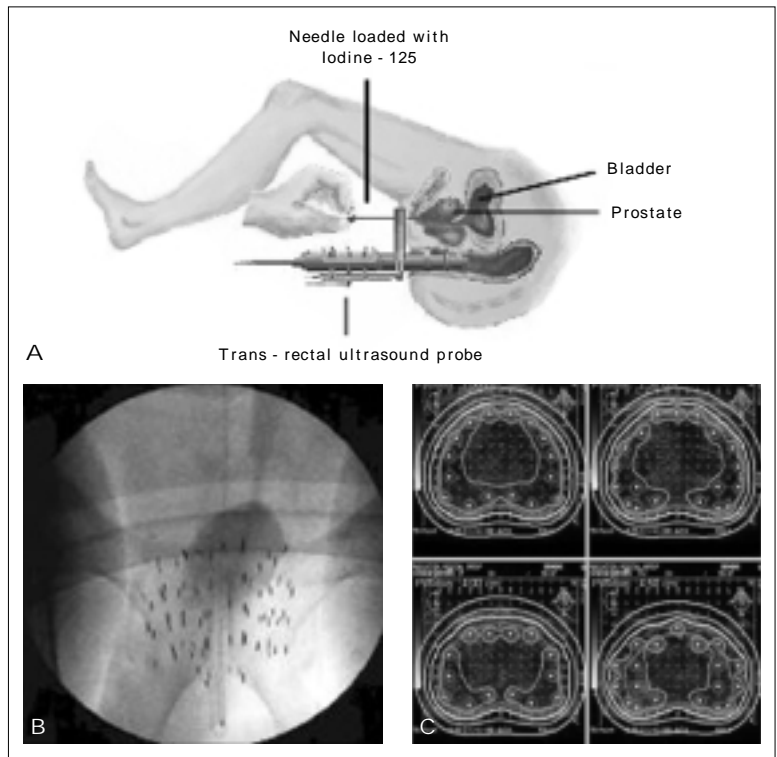 Needle loaded with
Iodine - 125
Bladder
Prostate
A
Trans - rectal ultrasound probe
B
C